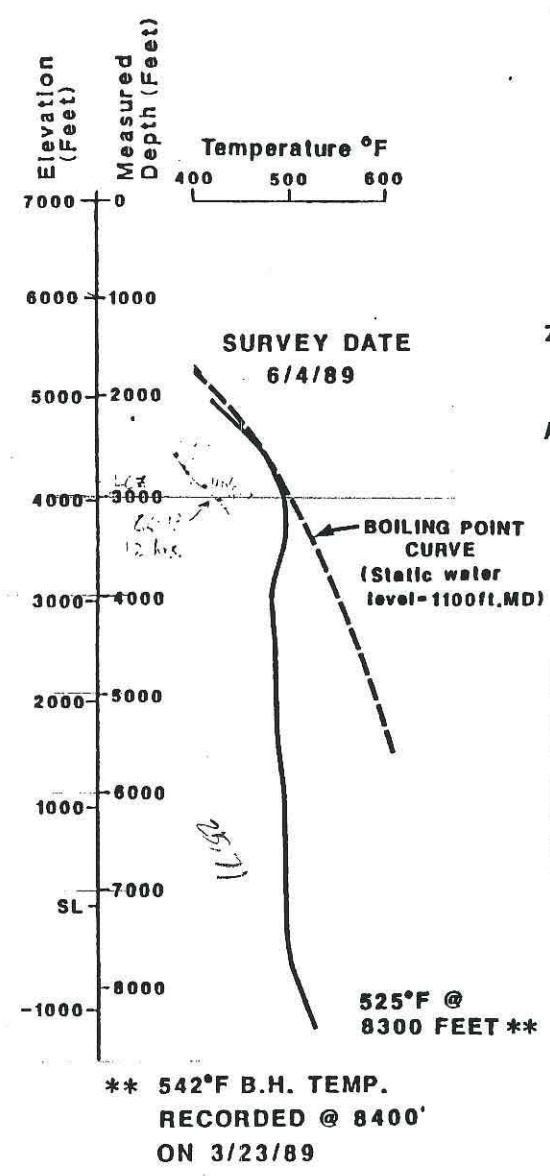 Elevation
(Feet)
Measured
Depth (Feet)
Temperature °F
400 500 600
7000 0
6000 1000
SURVEY DATE
6/4/89
5000 2000
4000 3000
12 hrs.
BOILING POINT
CURVE
(Static water
level=1100ft.MD)
3000 4000
2000 5000
1000 6000
7000
SL
8000
-1000
525°F @
8300 FEET **
** 542°F B.H. TEMP.
RECORDED @ 8400'
ON 3/23/89